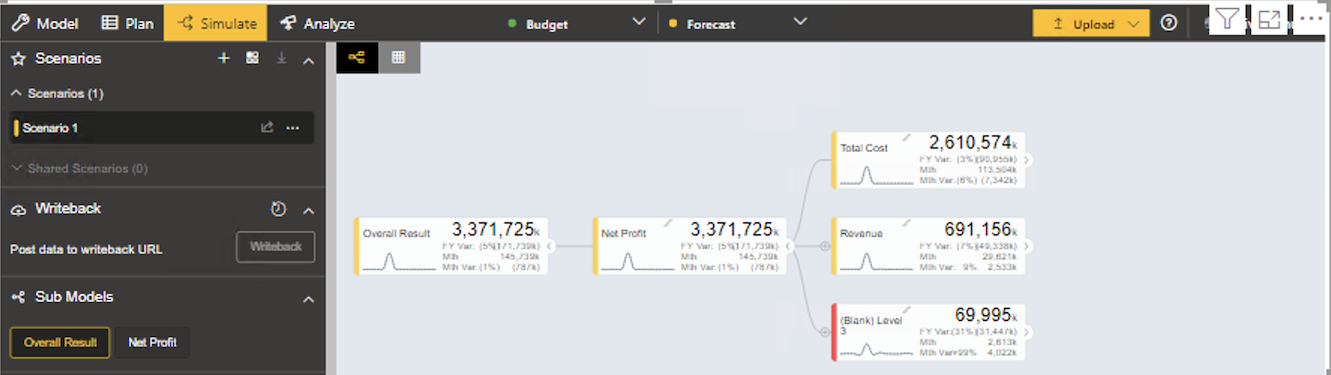 Model Plan Simulate Analyze Budget Forecast Upload
Scenarios
Scenarios (1)
Scenario 1
Shared Scenarios (0)
Writeback
Post data to writeback URL Writeback
Sub Models
Overall Result Net Profit
Overall Result 3,371,725k
FY Var: (5%)(171,739k)
Mth 145,739k
Mth Var:(1%) (787k)
Net Profit 3,371,725k
FY Var: (5%)(171,739k)
Mth 145,739k
Mth Var:(1%) (787k)
Total Cost 2,610,574k
FY Var: (3%)(90,955k)
Mth 113,504k
Mth Var:(6%) (7,342k)
Revenue 691,156k
FY Var: (7%)(49,338k)
Mth 29,621k
Mth Var: 9% 2,533k
(Blank) Level 3 69,995k
FY Var:(31%)(31,447k)
Mth 2,613k
Mth Var 4,022k